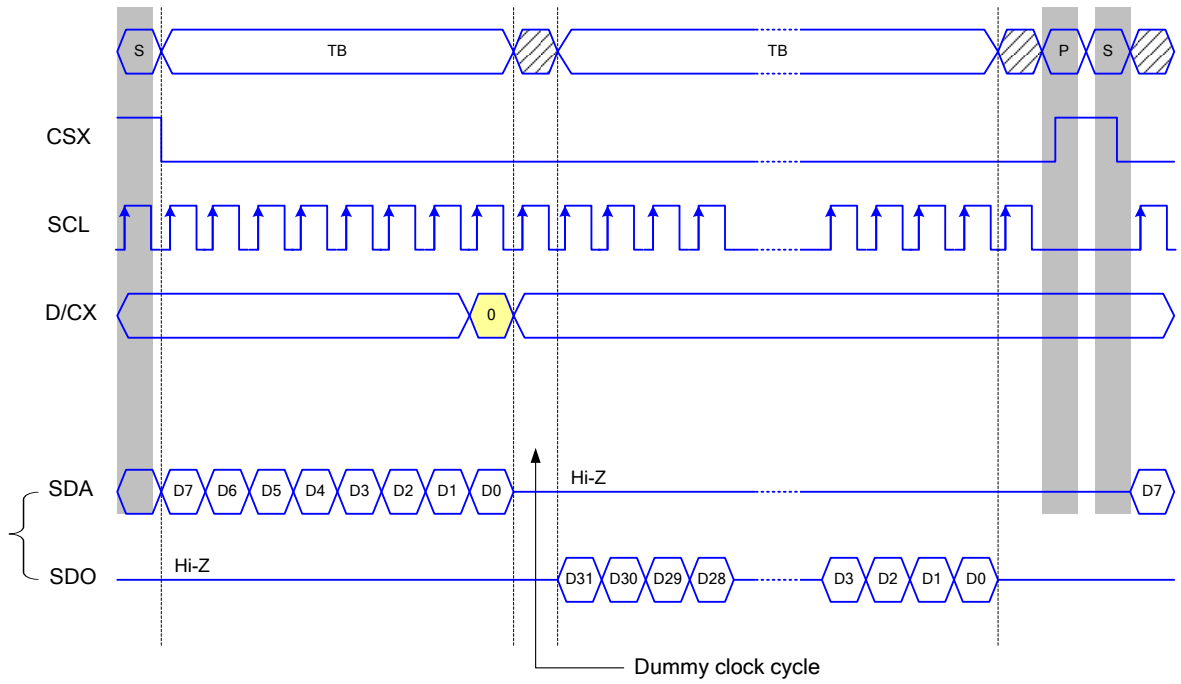 S TB TB P S
CSX
SCL
D/CX 0
SDA D7 D6 D5 D4 D3 D2 D1 D0 Hi-Z D7
SDO Hi-Z D31 D30 D29 D28 D3 D2 D1 D0
Dummy clock cycle